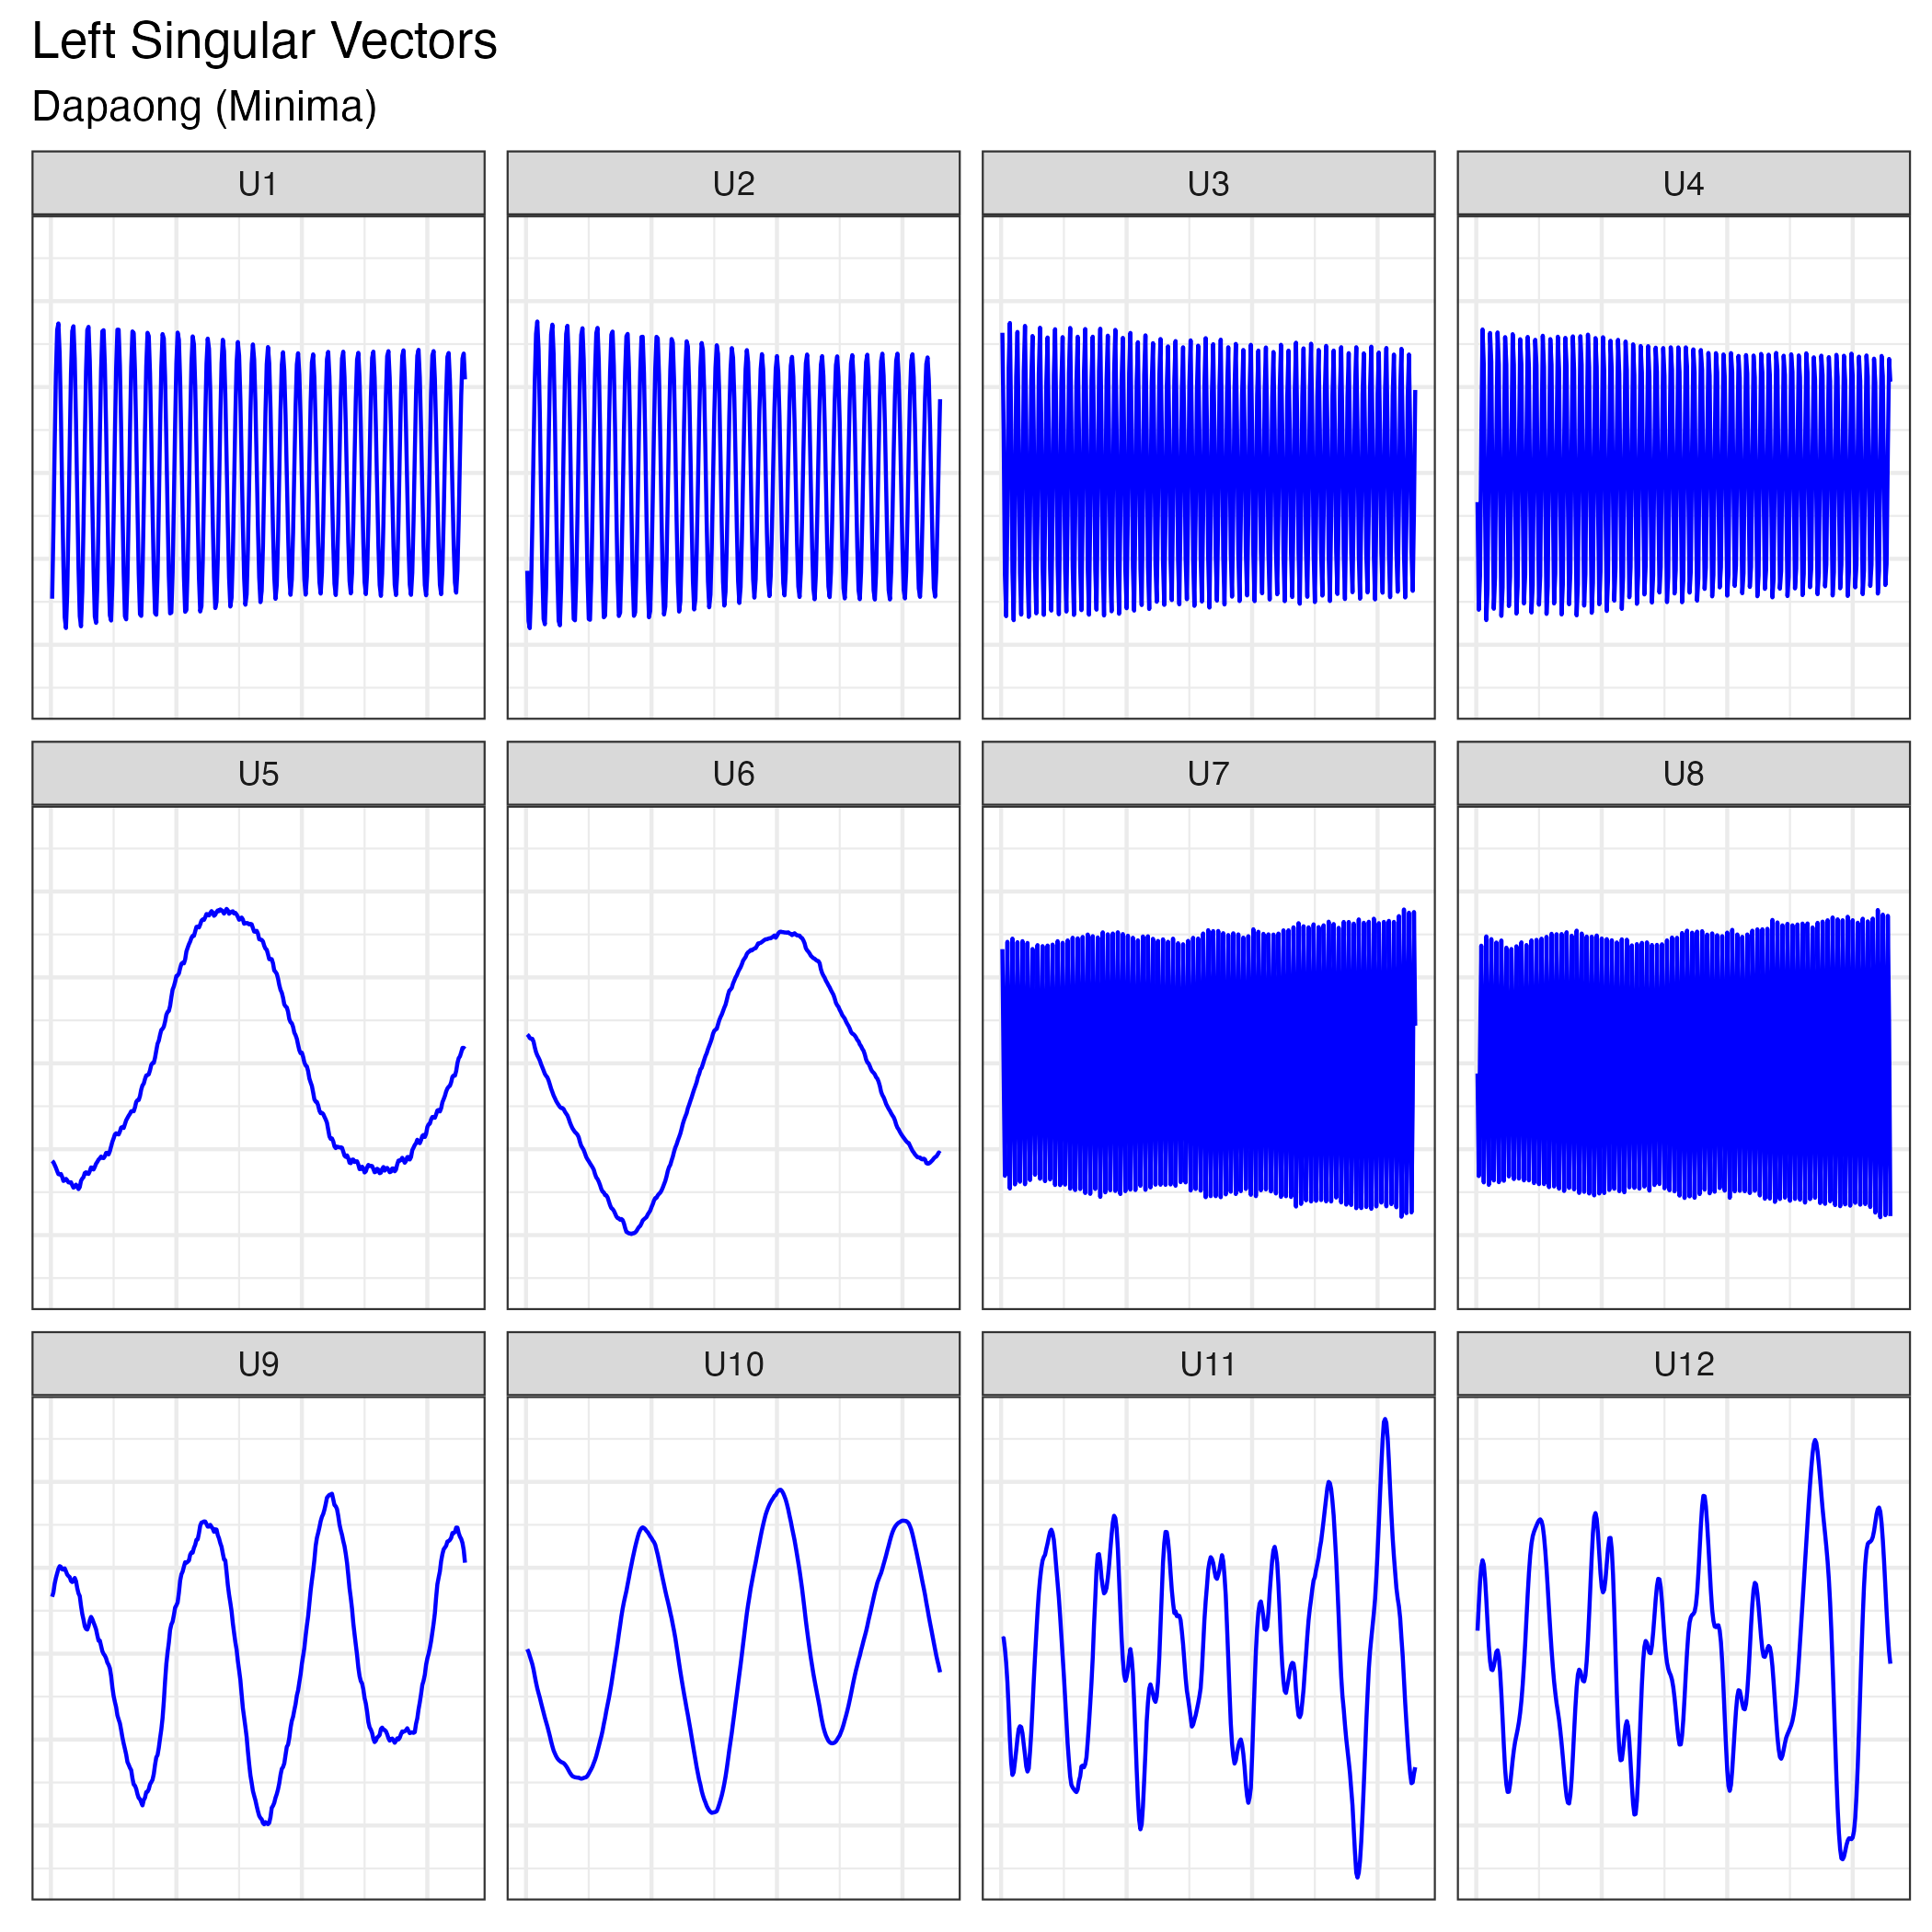 Left Singular Vectors
Dapaong (Minima)
U1 U2 U3 U4
U5 U6 U7 U8
U9 U10 U11 U12